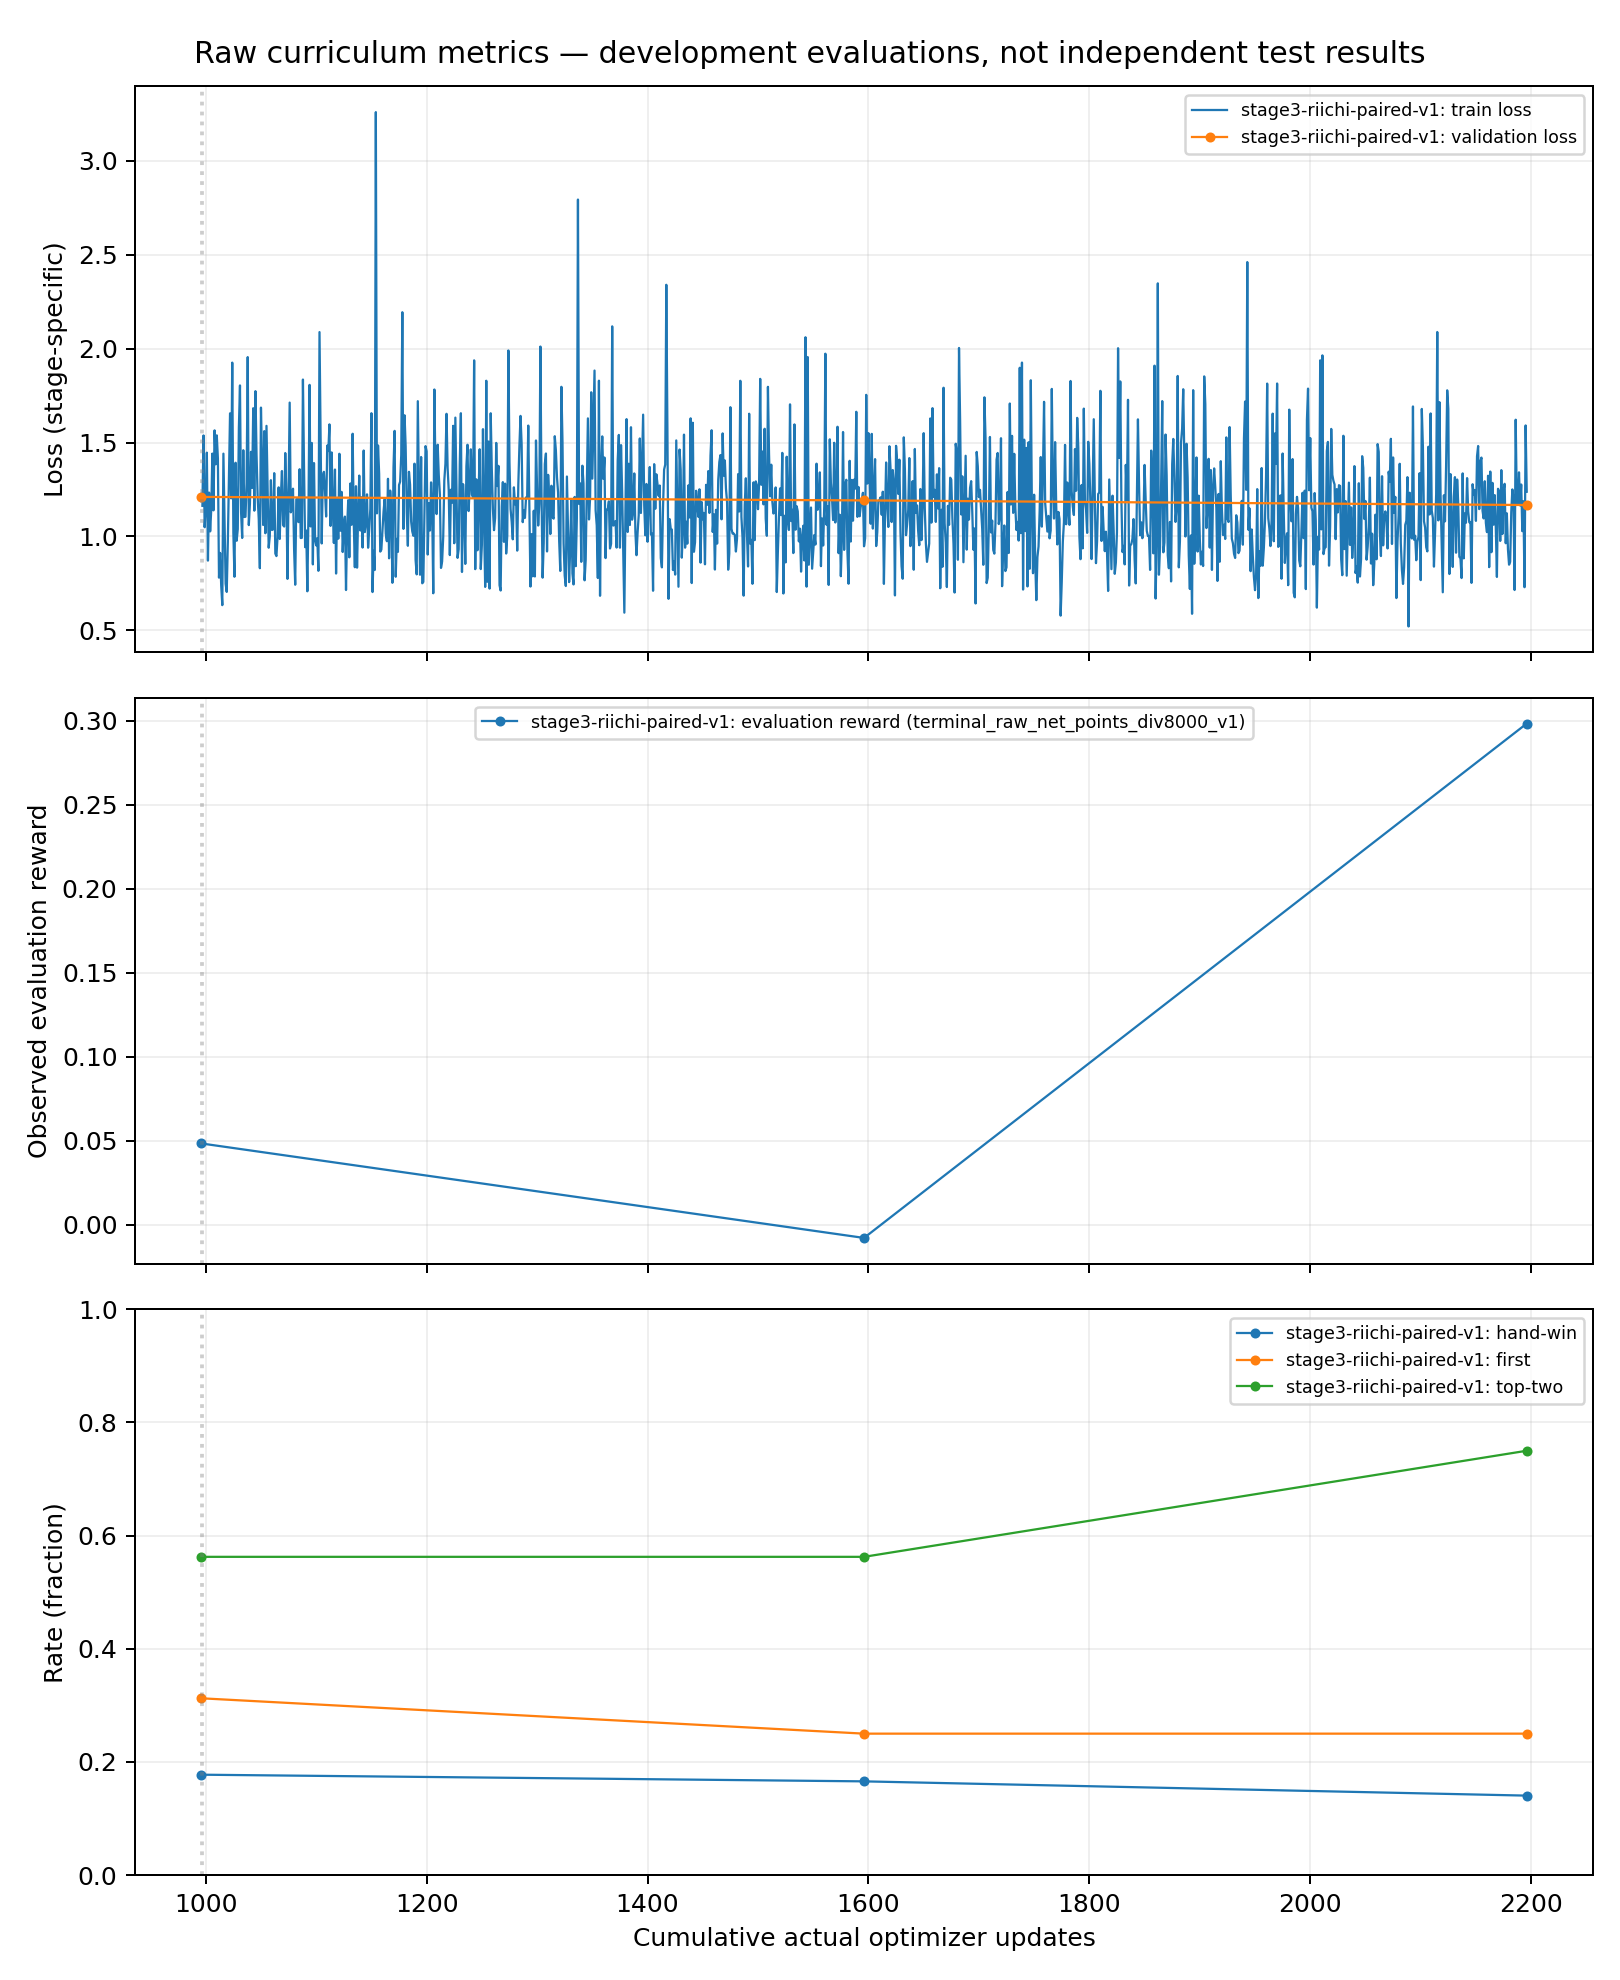 Raw curriculum metrics — development evaluations, not independent test results
stage3-riichi-paired-v1: train loss
stage3-riichi-paired-v1: validation loss
Loss (stage-specific)
3.0
2.5
2.0
1.5
1.0
0.5
stage3-riichi-paired-v1: evaluation reward (terminal_raw_net_points_div8000_v1)
Observed evaluation reward
0.30
0.25
0.20
0.15
0.10
0.05
0.00
stage3-riichi-paired-v1: hand-win
stage3-riichi-paired-v1: first
stage3-riichi-paired-v1: top-two
Rate (fraction)
1.0
0.8
0.6
0.4
0.2
0.0
1000 1200 1400 1600 1800 2000 2200
Cumulative actual optimizer updates